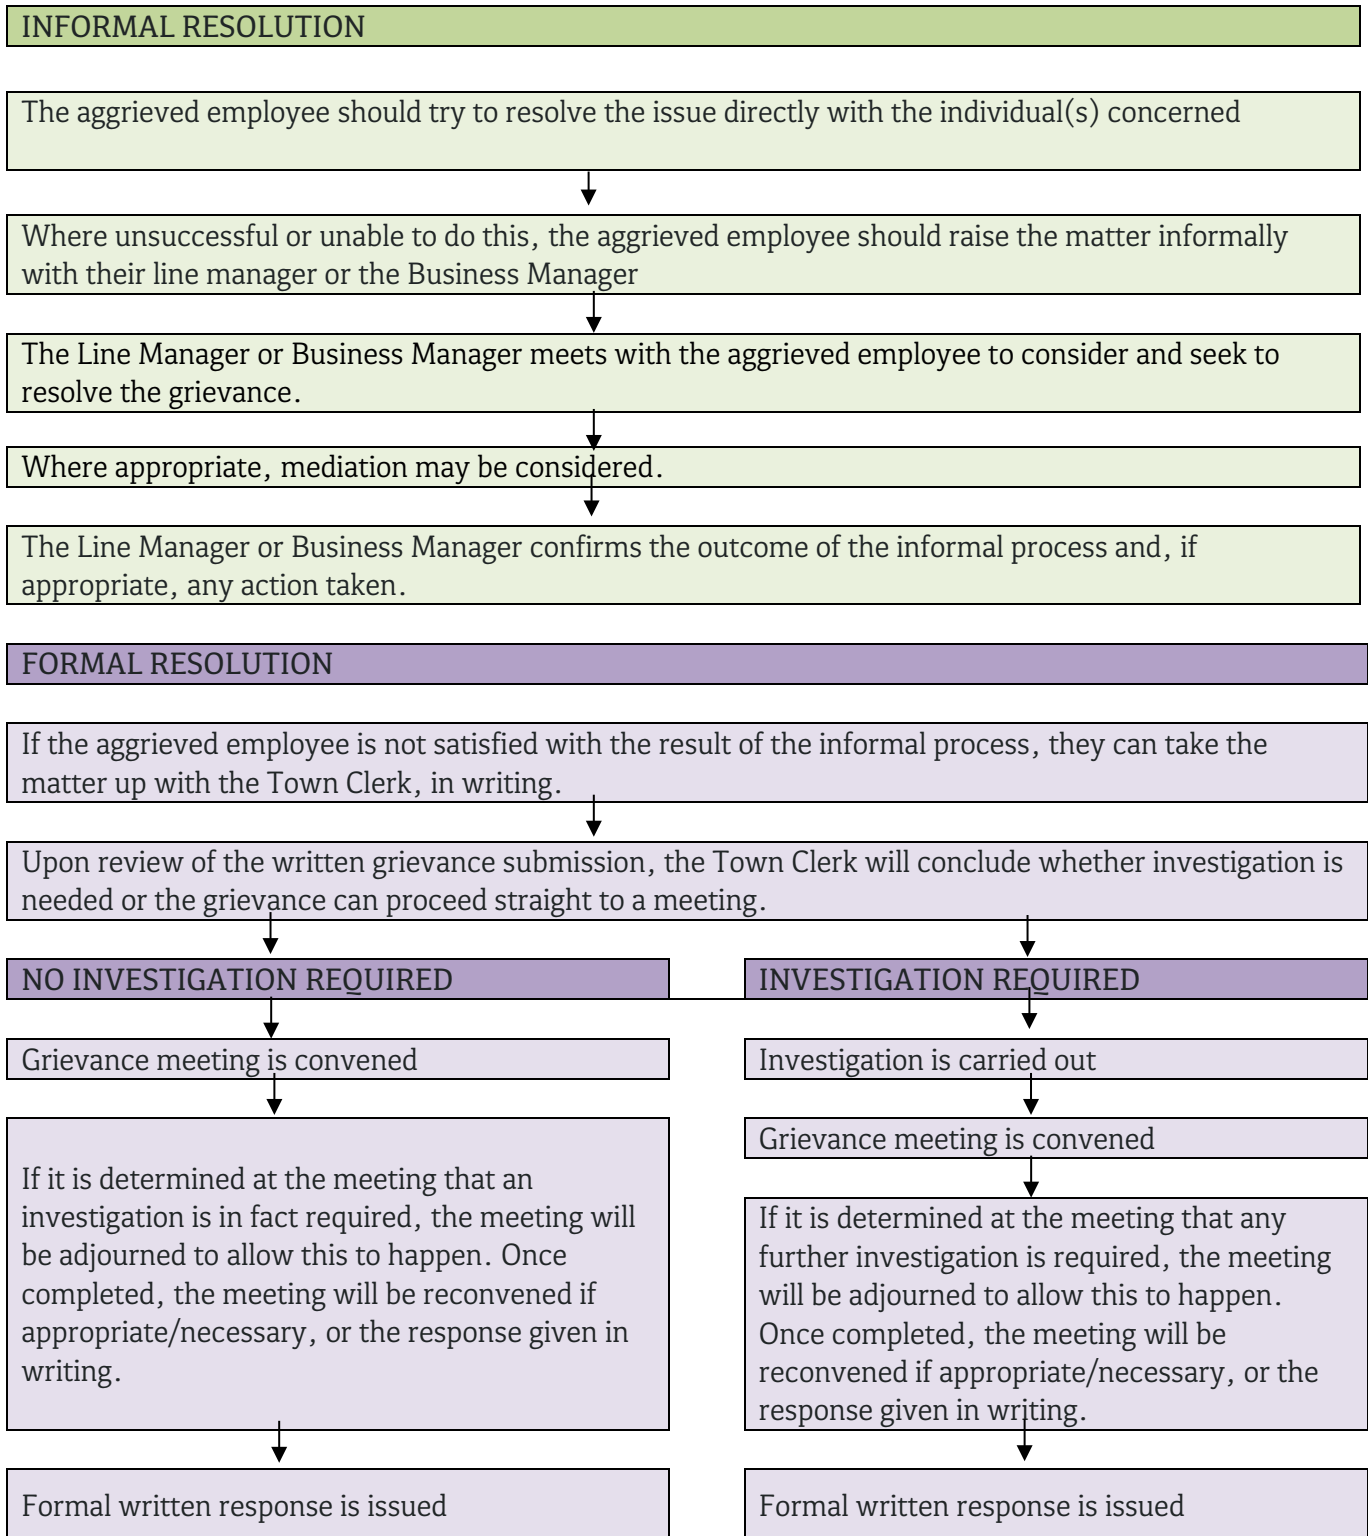 INFORMAL RESOLUTION
The aggrieved employee should try to resolve the issue directly with the individual(s) concerned
Where unsuccessful or unable to do this, the aggrieved employee should raise the matter informally
with their line manager or the Business Manager
The Line Manager or Business Manager meets with the aggrieved employee to consider and seek to
resolve the grievance.
Where appropriate, mediation may be considered.
The Line Manager or Business Manager confirms the outcome of the informal process and, if
appropriate, any action taken.
FORMAL RESOLUTION
If the aggrieved employee is not satisfied with the result of the informal process, they can take the
matter up with the Town Clerk, in writing.
Upon review of the written grievance submission, the Town Clerk will conclude whether investigation is
needed or the grievance can proceed straight to a meeting.
NO INVESTIGATION REQUIRED
Grievance meeting is convened
If it is determined at the meeting that an
investigation is in fact required, the meeting will
be adjourned to allow this to happen. Once
completed, the meeting will be reconvened if
appropriate/necessary, or the response given in
writing.
Formal written response is issued
INVESTIGATION REQUIRED
Investigation is carried out
Grievance meeting is convened
If it is determined at the meeting that any
further investigation is required, the meeting
will be adjourned to allow this to happen.
Once completed, the meeting will be
reconvened if appropriate/necessary, or the
response given in writing.
Formal written response is issued